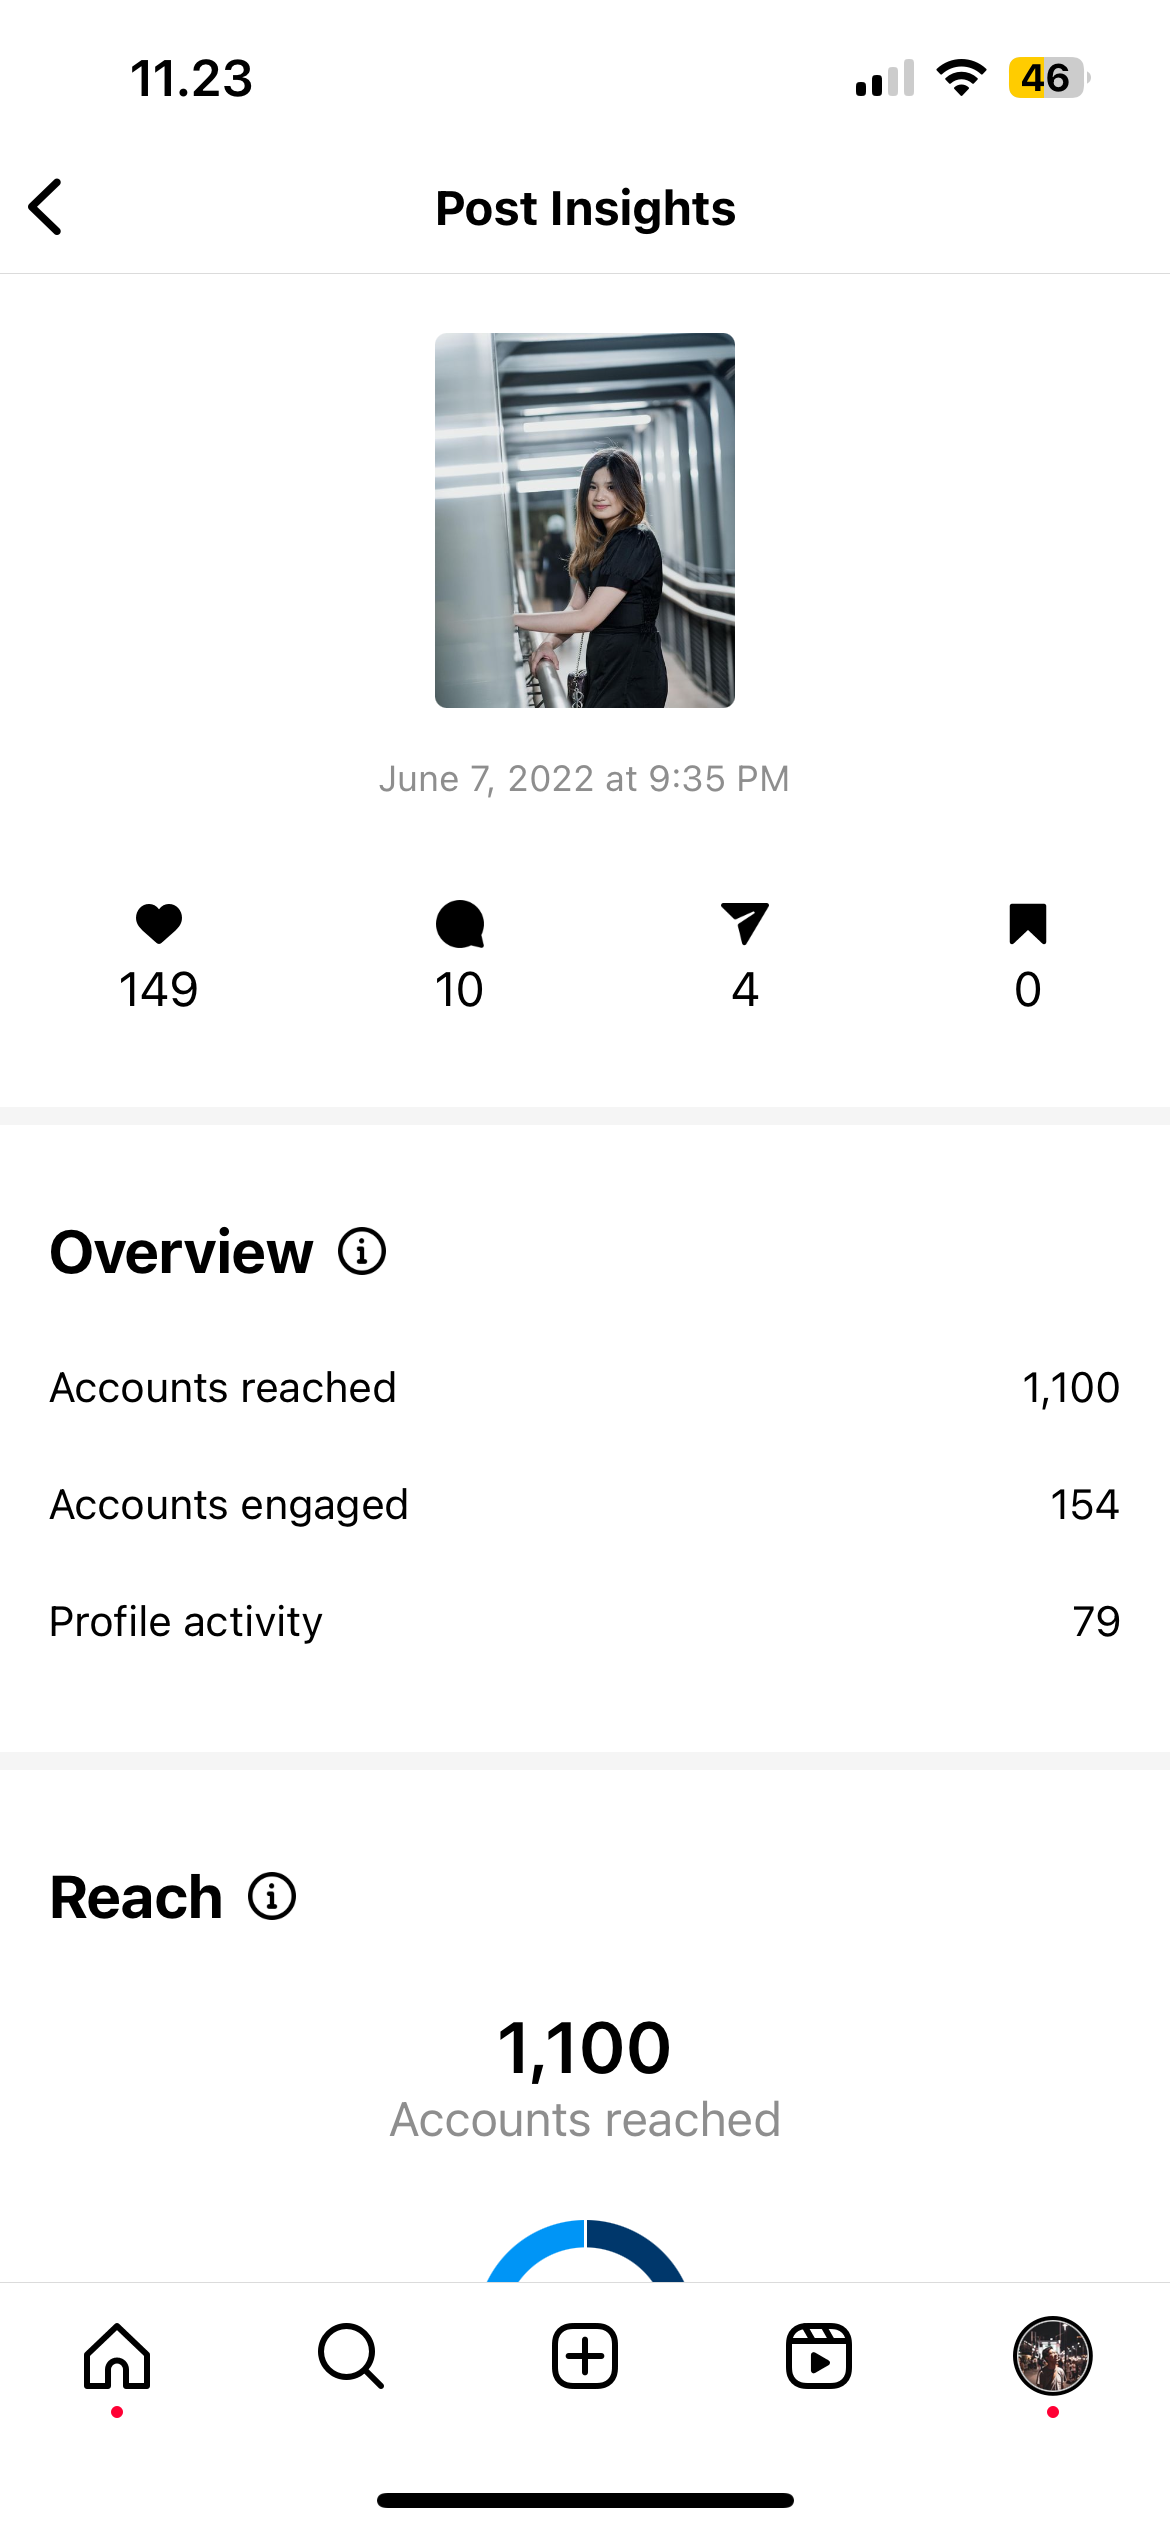 11.23
46
Post Insights
June 7, 2022 at 9:35 PM
149 10 4 0
Overview
Accounts reached 1,100
Accounts engaged 154
Profile activity 79
Reach
1,100
Accounts reached